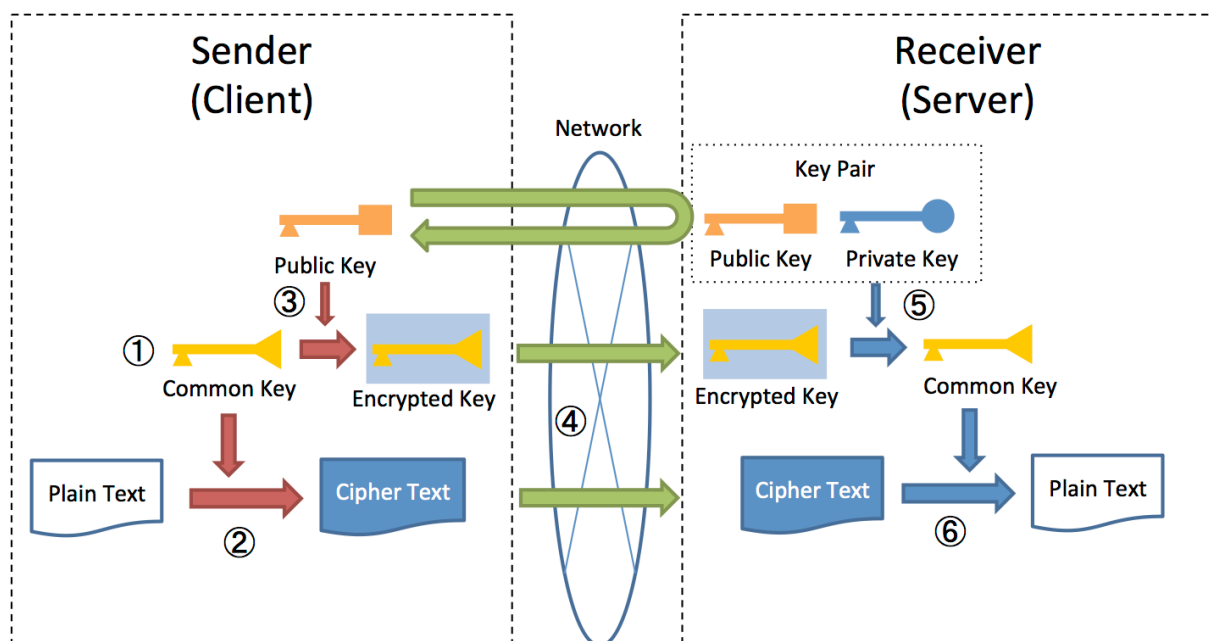 Sender
(Client)
Receiver
(Server)
Network
Key Pair
Public Key
Public Key
Private Key
③
⑤
①
Common Key
Encrypted Key
Encrypted Key
Common Key
④
Plain Text
Cipher Text
Cipher Text
Plain Text
②
⑥